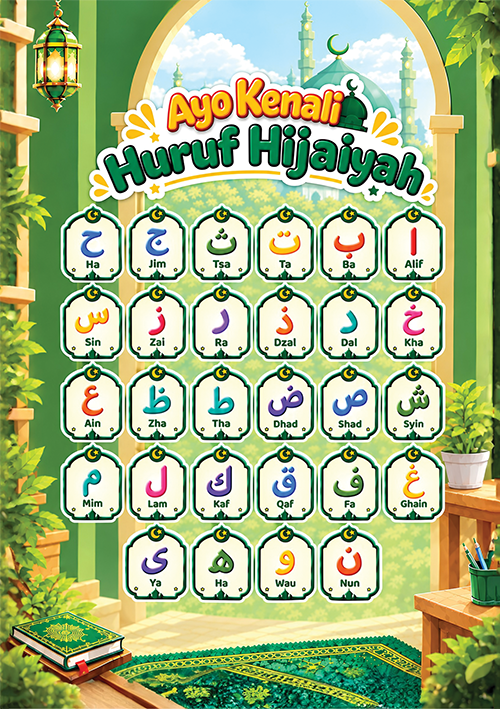 Ayo Kenali
Huruf Hijaiyah
ا ب ت ث ج ح
Alif Ba Ta Tsa Jim Ha
خ د ذ ر ز س
Kha Dal Dzal Ra Zai Sin
ش ص ض ط ظ ع
Syin Shad Dhad Tha Zha Ain
غ ف ق ك ل م
Ghain Fa Qaf Kaf Lam Mim
ن و ه ى
Nun Wau Ha Ya